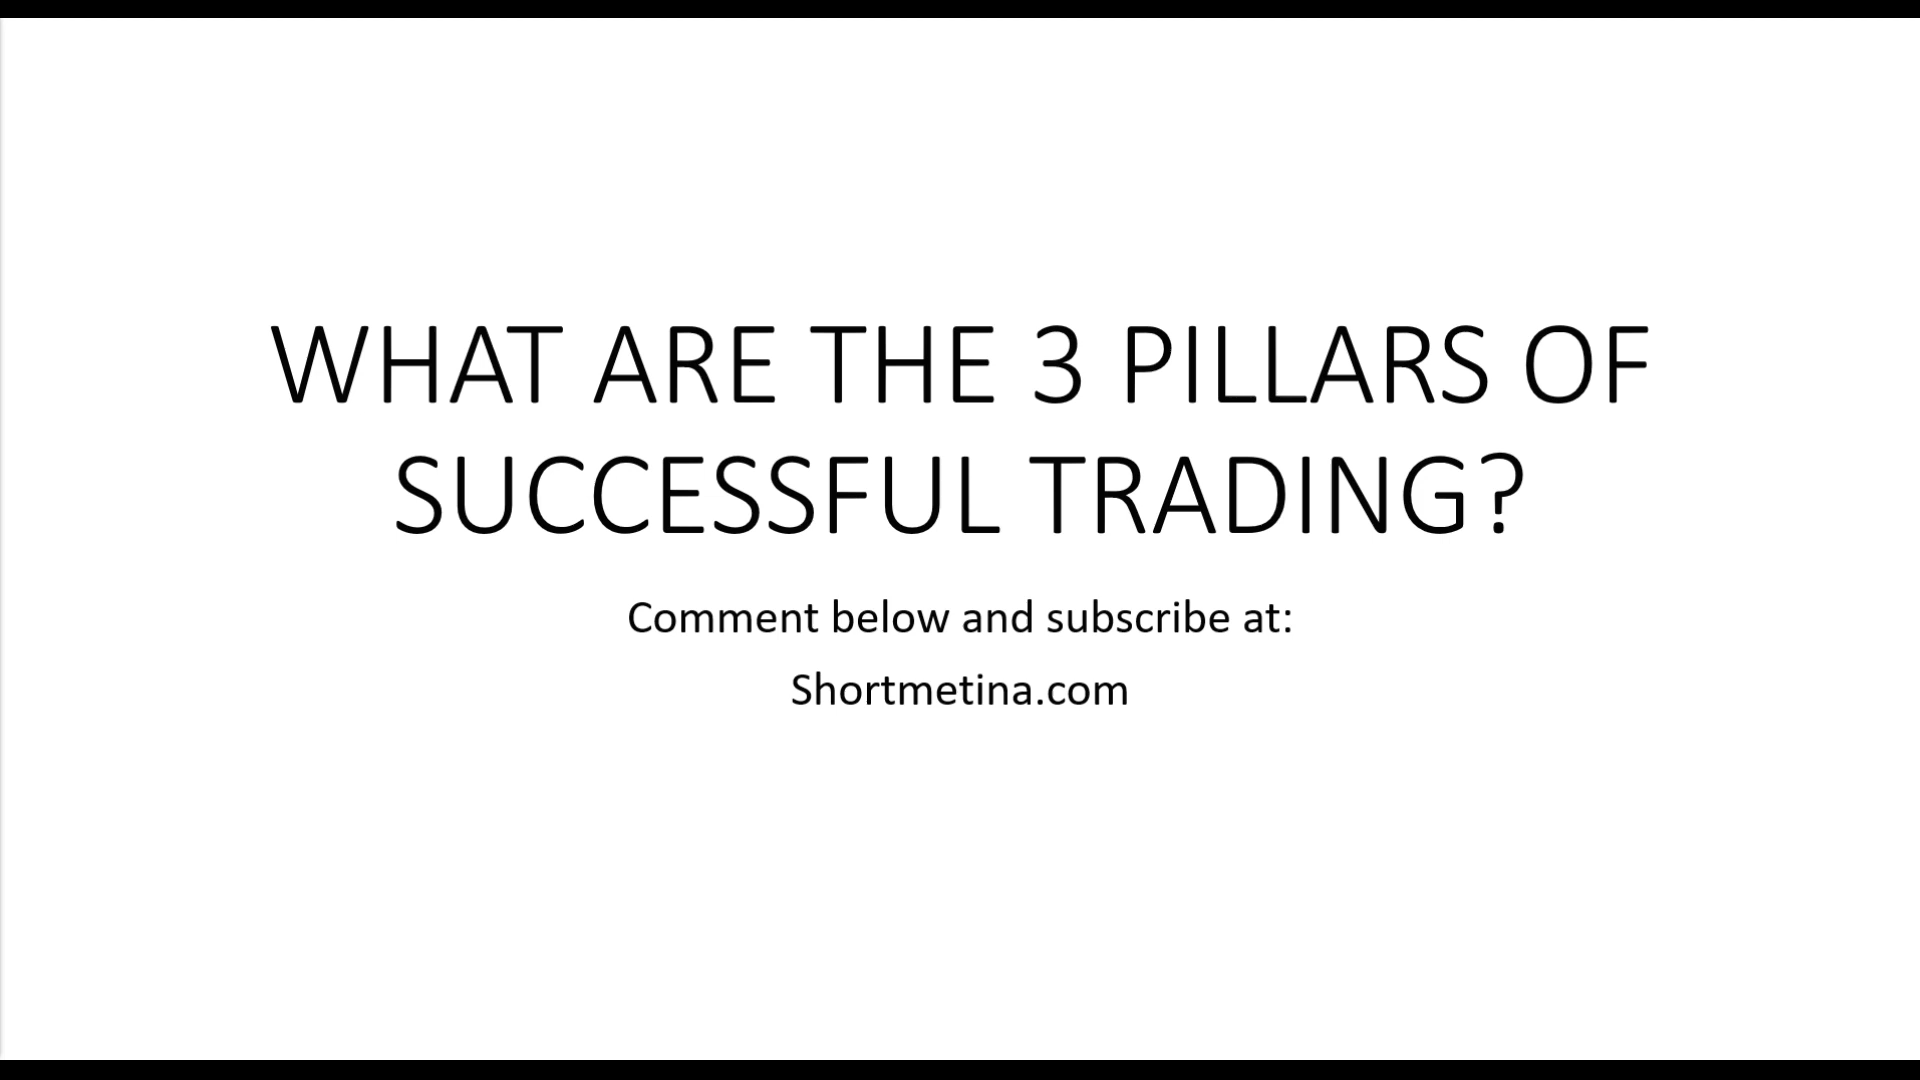 WHAT ARE THE 3 PILLARS OF
SUCCESSFUL TRADING?
Comment below and subscribe at:
Shortmetina.com